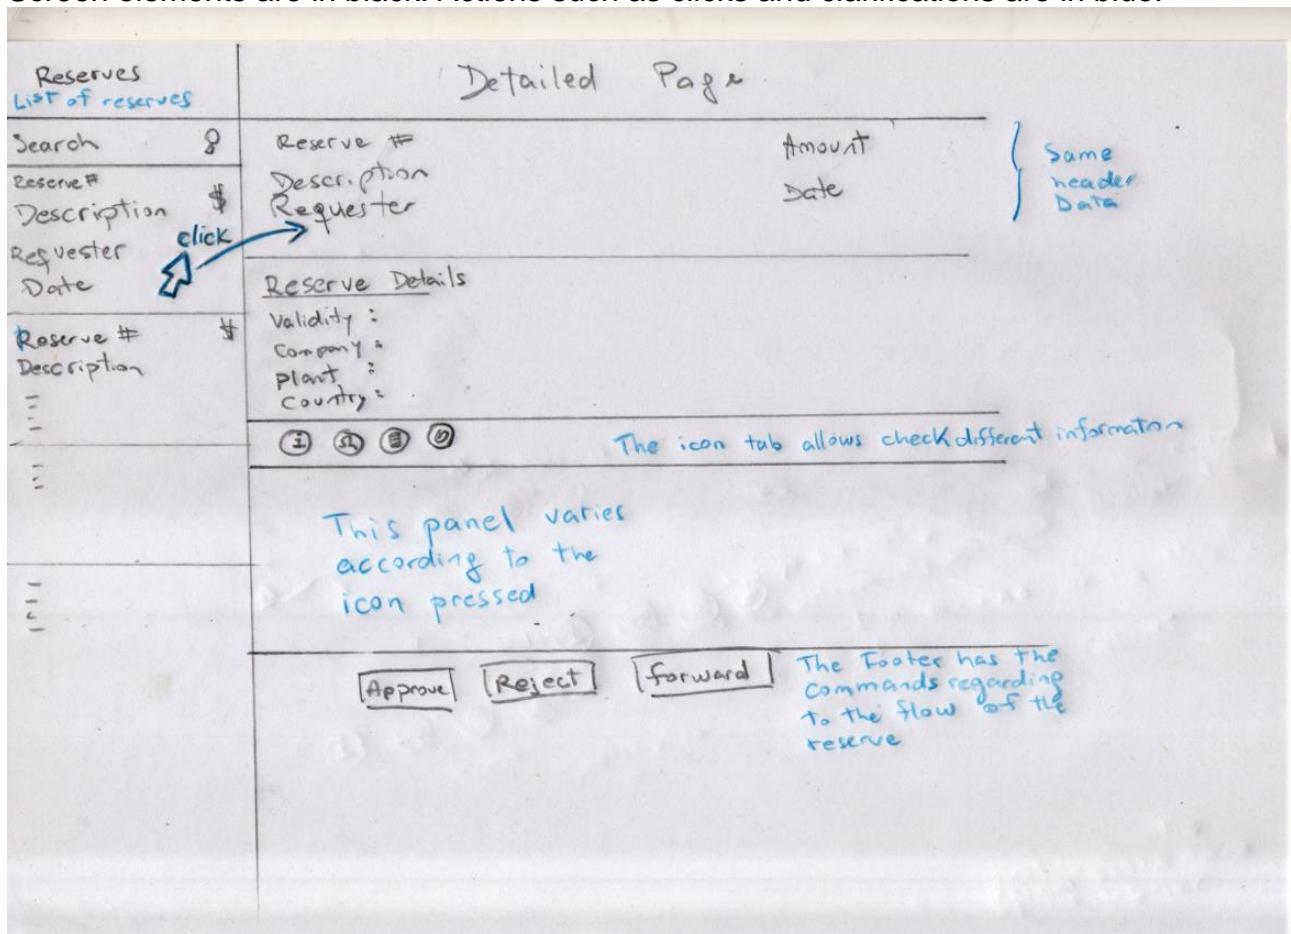 Screen elements are in black. Actions such as clicks and clarifications are in blue.
Reserves
List of reserves
Search
Reserve #
Description $
Requester
Date
click
Reserve # $
Description
Detailed Page
Reserve # Amount
Description
Requester Date
Same
header
Data
Reserve Details
Validity :
Company :
plant :
Country :
i
The icon tab allows check different information
This panel varies
according to the
icon pressed
Approve Reject forward
The Footer has the
commands regarding
to the flow of the
reserve